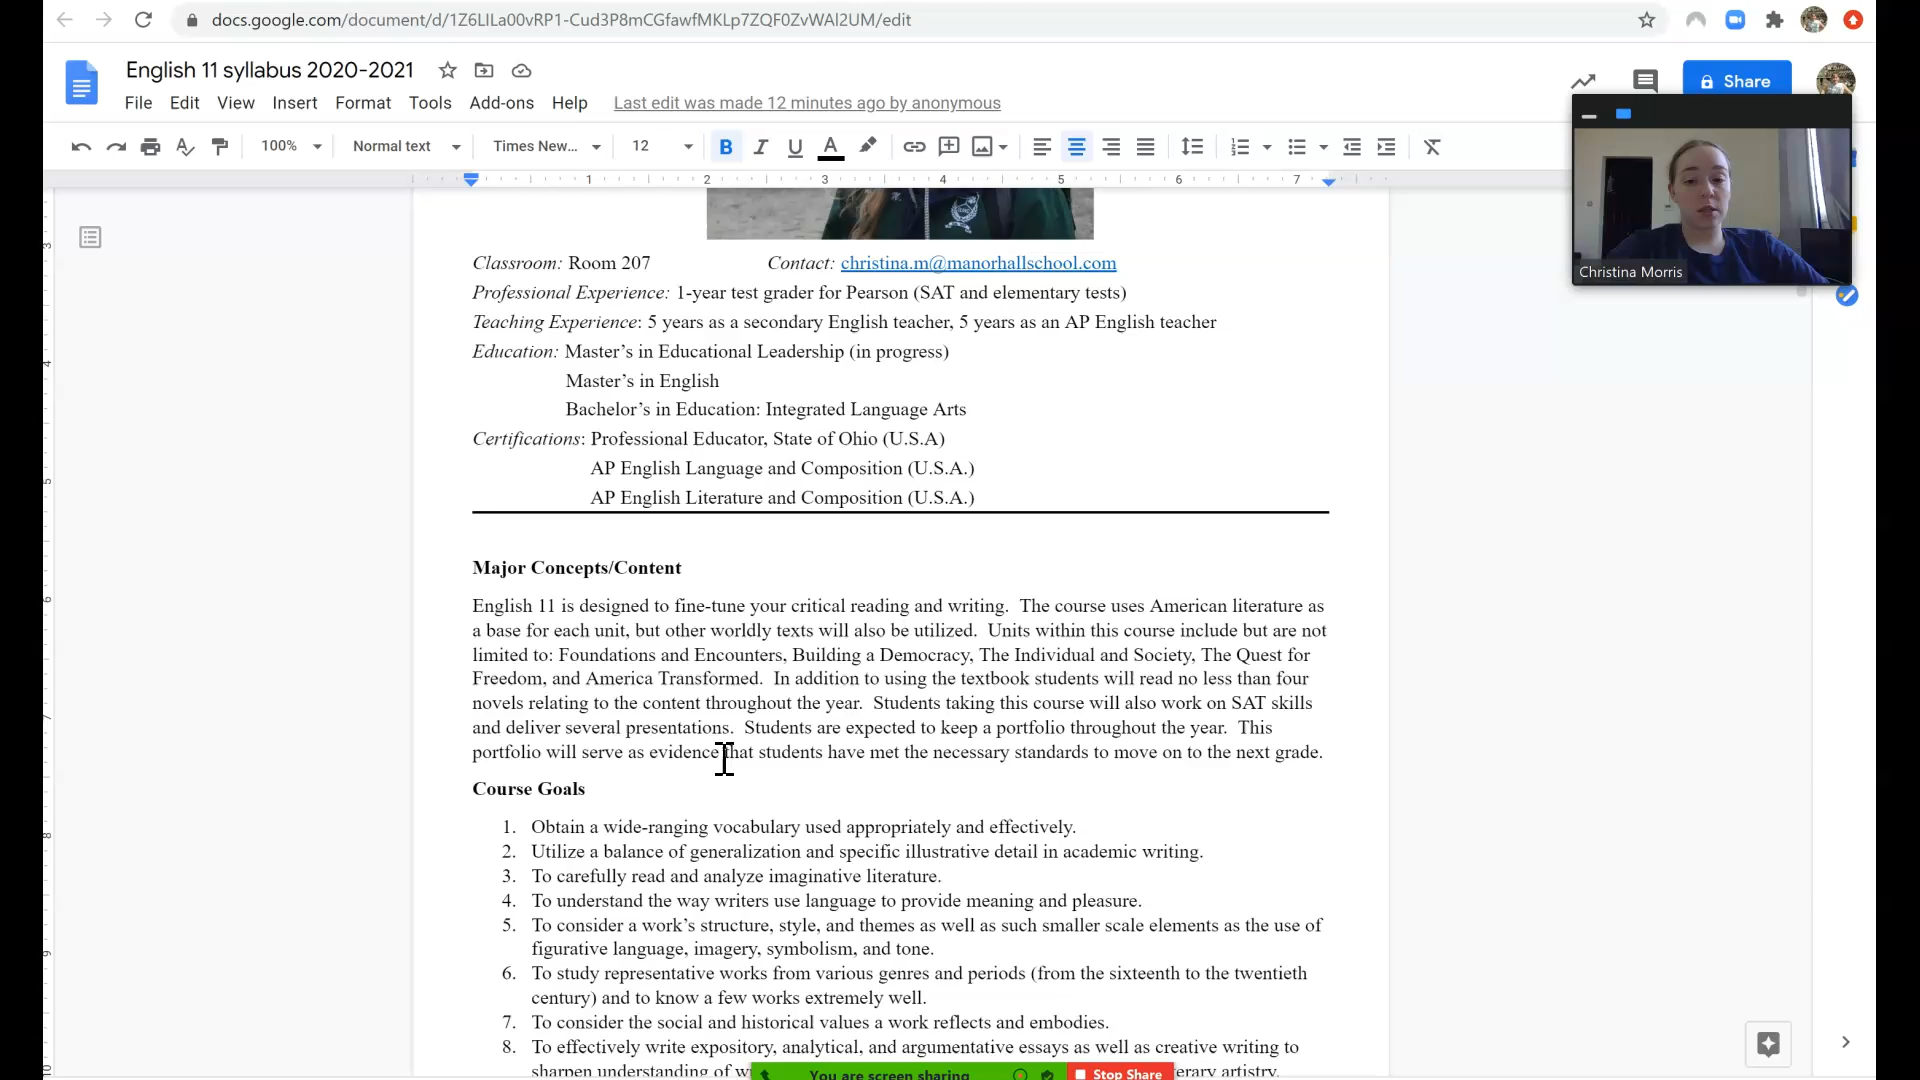 docs.google.com/document/d/1Z6LILa00vRP1-Cud3P8mCGfawfMKLp7ZQF0ZvWAl2UM/edit
English 11 syllabus 2020-2021
File Edit View Insert Format Tools Add-ons Help Last edit was made 12 minutes ago by anonymous
Share
100% Normal text Times New... 12 B I U A
1 2 3 4 5 6 7
Christina Morris
Classroom: Room 207 Contact: christina.m@manorhallschool.com
Professional Experience: 1-year test grader for Pearson (SAT and elementary tests)
Teaching Experience: 5 years as a secondary English teacher, 5 years as an AP English teacher
Education: Master's in Educational Leadership (in progress)
Master's in English
Bachelor's in Education: Integrated Language Arts
Certifications: Professional Educator, State of Ohio (U.S.A)
AP English Language and Composition (U.S.A.)
AP English Literature and Composition (U.S.A.)
Major Concepts/Content
English 11 is designed to fine-tune your critical reading and writing. The course uses American literature as
a base for each unit, but other worldly texts will also be utilized. Units within this course include but are not
limited to: Foundations and Encounters, Building a Democracy, The Individual and Society, The Quest for
Freedom, and America Transformed. In addition to using the textbook students will read no less than four
novels relating to the content throughout the year. Students taking this course will also work on SAT skills
and deliver several presentations. Students are expected to keep a portfolio throughout the year. This
portfolio will serve as evidence that students have met the necessary standards to move on to the next grade.
Course Goals
1. Obtain a wide-ranging vocabulary used appropriately and effectively.
2. Utilize a balance of generalization and specific illustrative detail in academic writing.
3. To carefully read and analyze imaginative literature.
4. To understand the way writers use language to provide meaning and pleasure.
5. To consider a work's structure, style, and themes as well as such smaller scale elements as the use of
figurative language, imagery, symbolism, and tone.
6. To study representative works from various genres and periods (from the sixteenth to the twentieth
century) and to know a few works extremely well.
7. To consider the social and historical values a work reflects and embodies.
8. To effectively write expository, analytical, and argumentative essays as well as creative writing to
sharpen understanding of artistry.
You are screen sharing Stop Share